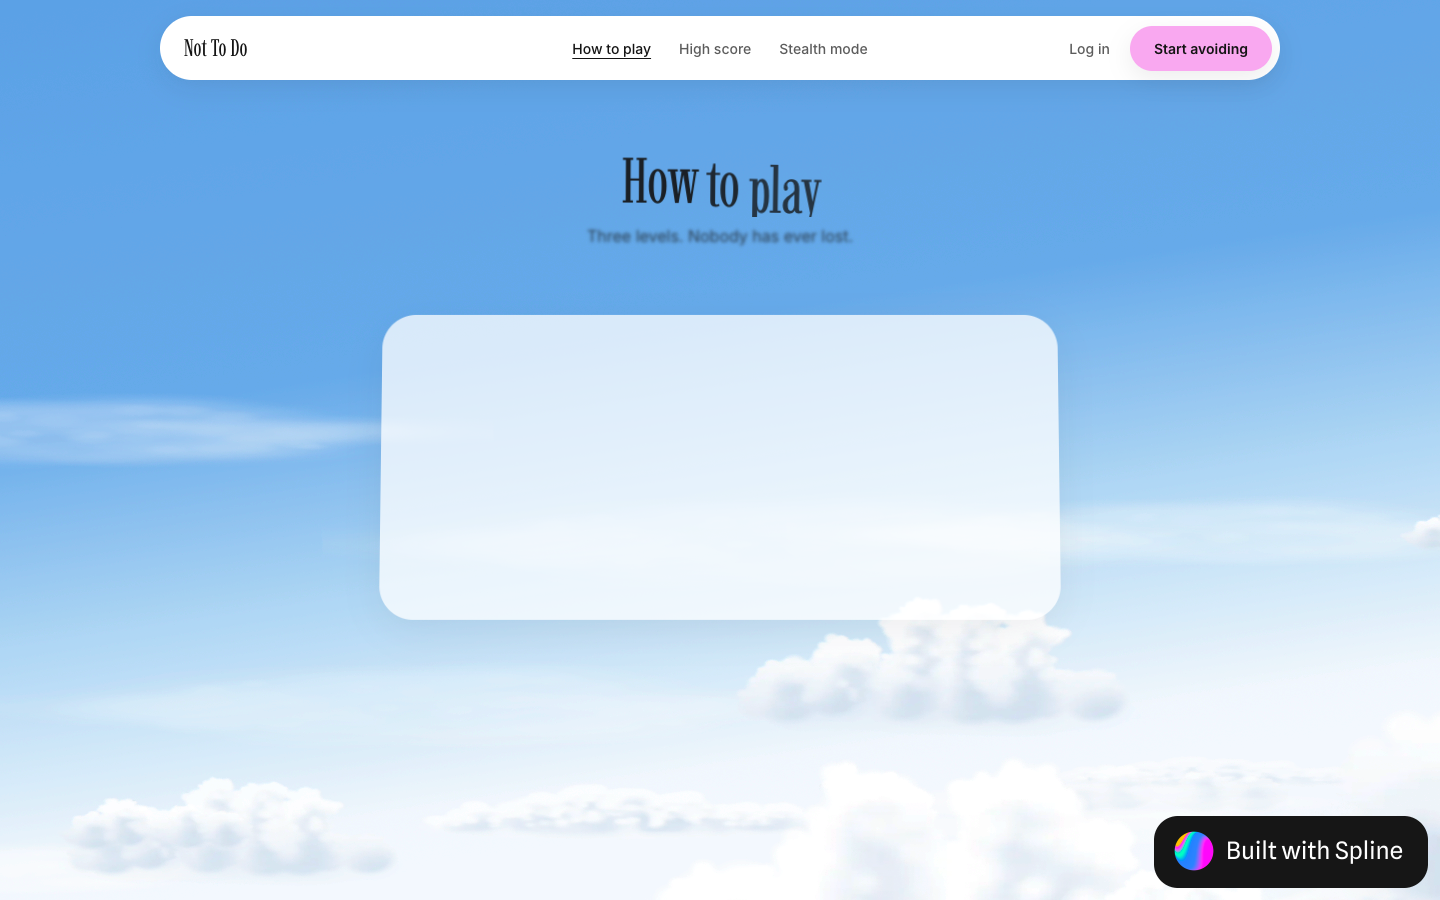 Not To Do
How to play
High score
Stealth mode
Log in
Start avoiding
How to play
Three levels. Nobody has ever lost.
Built with Spline